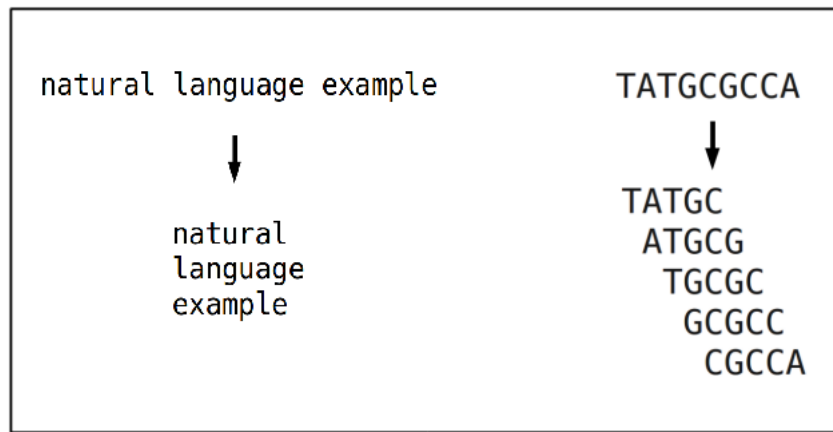 natural language example
natural
language
example
TATGCGCCA
TATGC
ATGCG
TGCGC
GCGCC
CGCCA